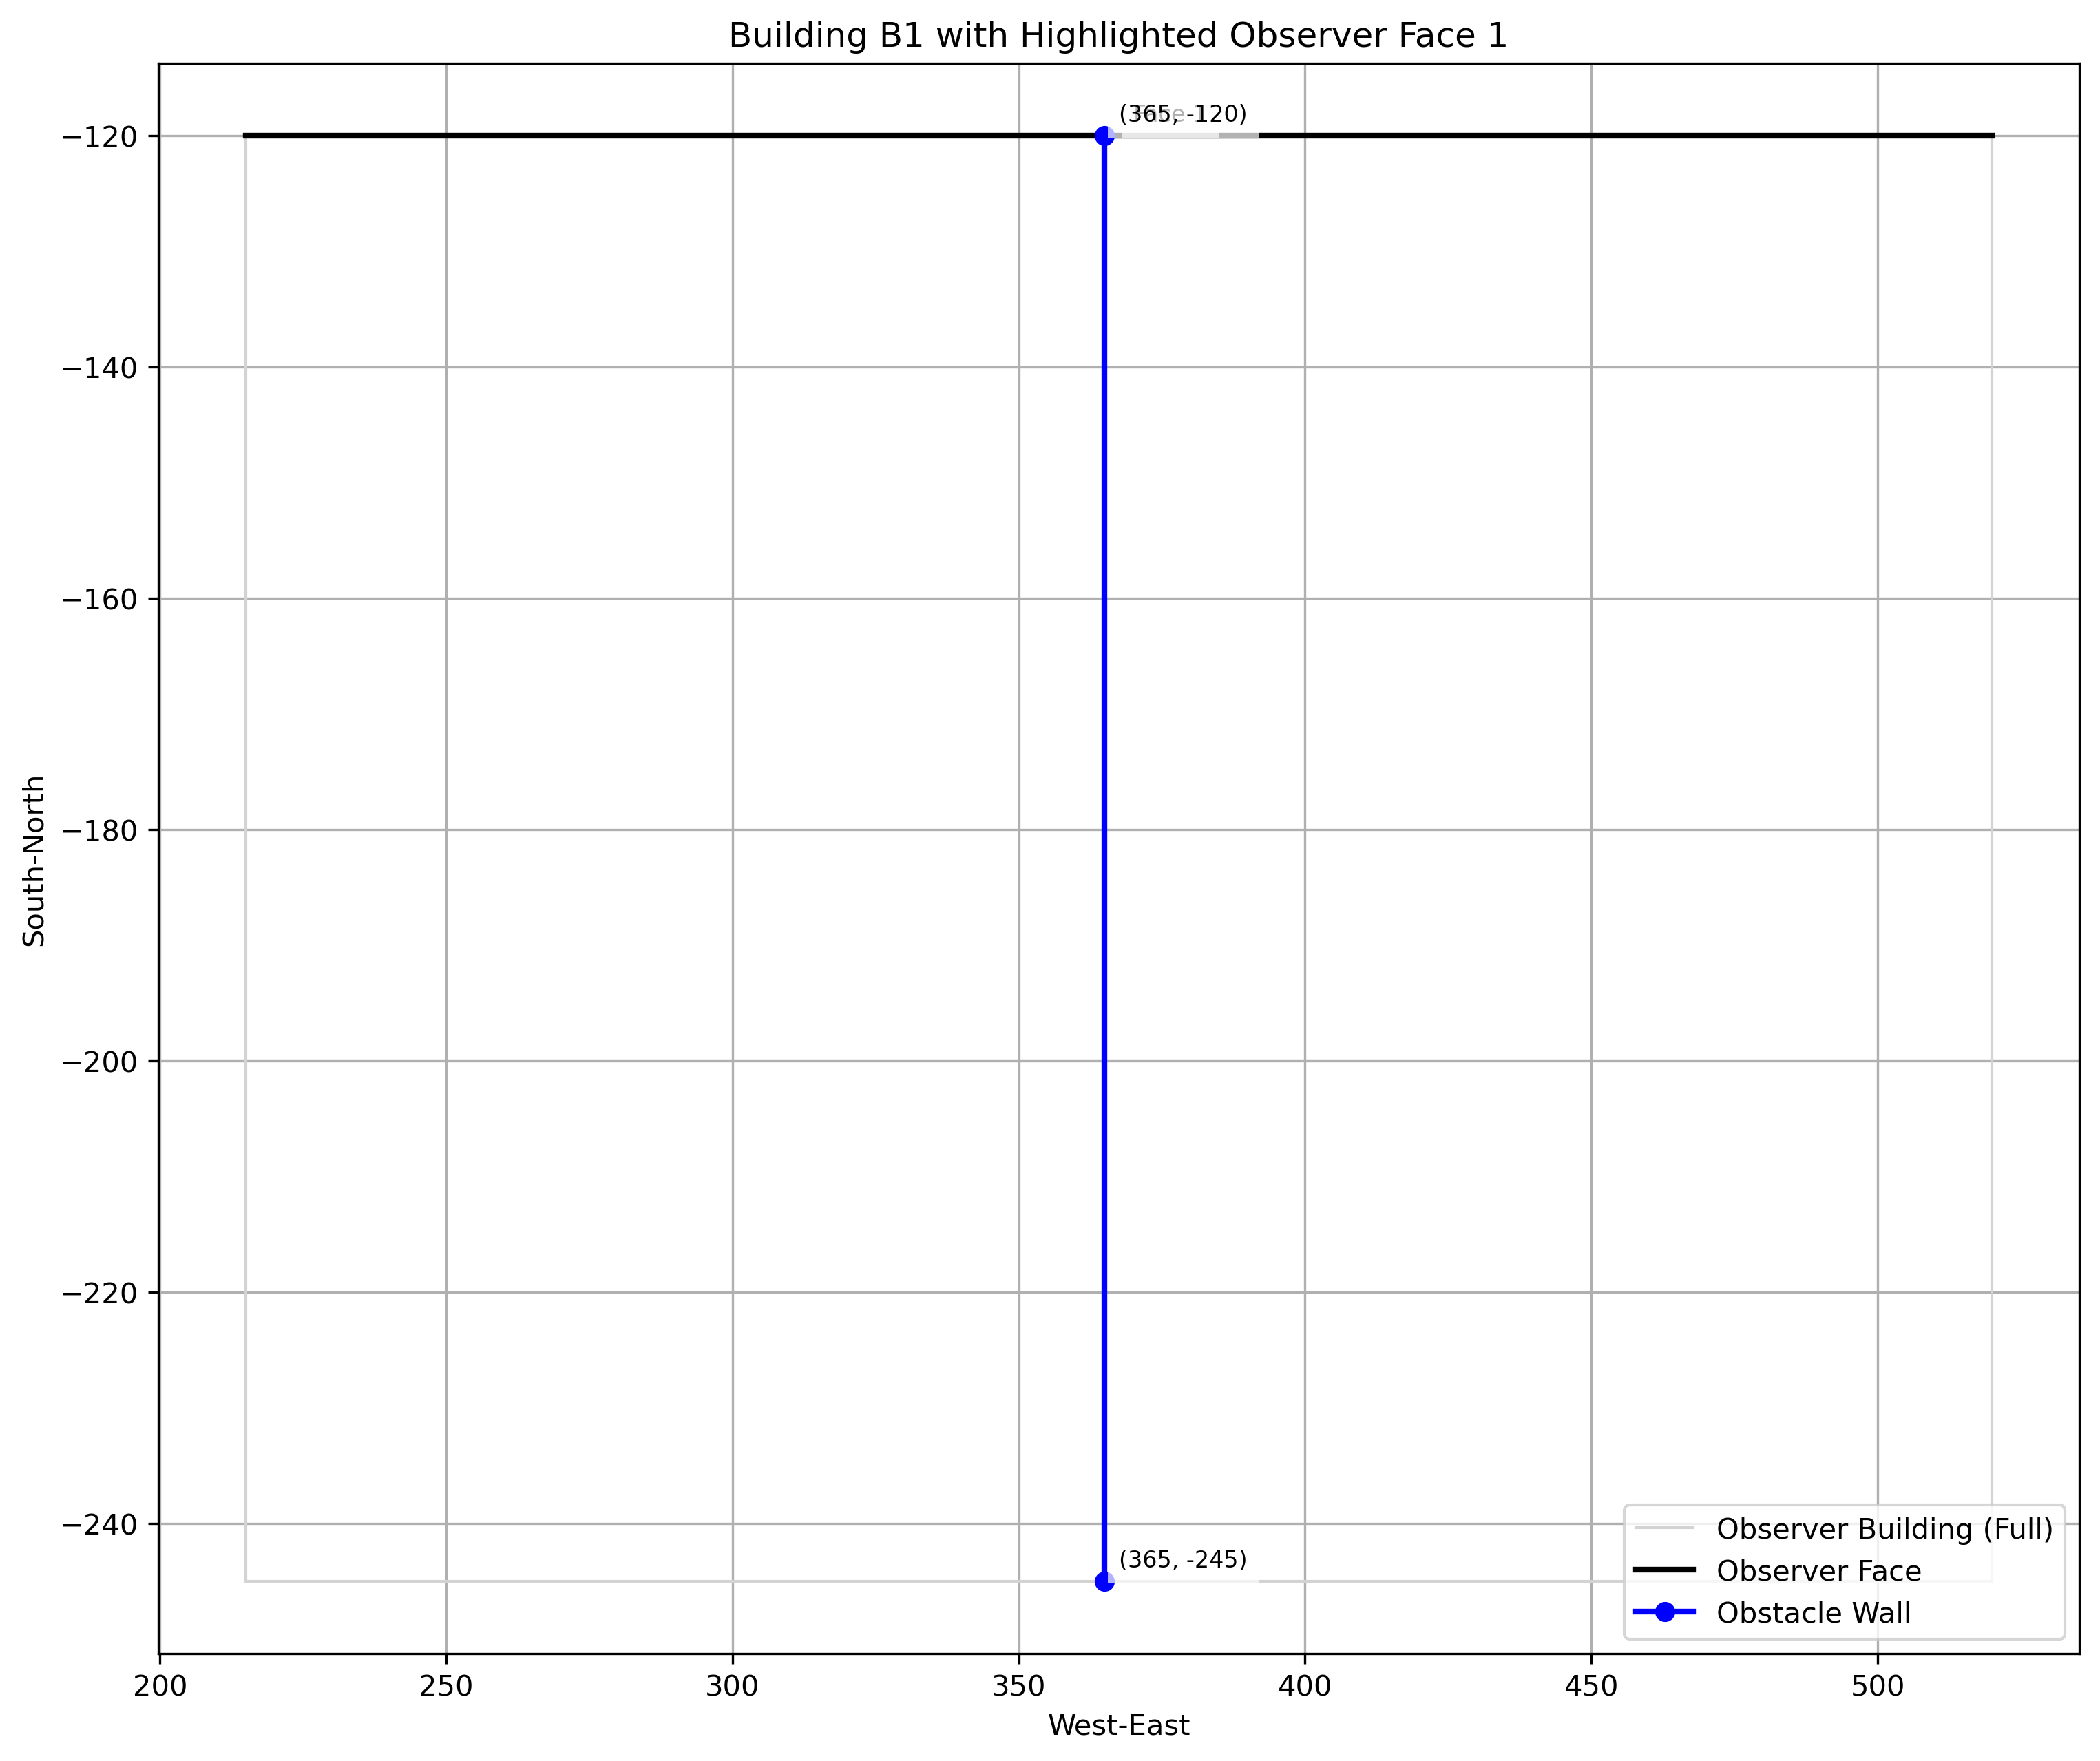 Building B1 with Highlighted Observer Face 1
(365, -120)
−120
−140
−160
−180
−200
−220
−240
South-North
(365, -245)
Observer Building (Full)
Observer Face
Obstacle Wall
200 250 300 350 400 450 500
West-East